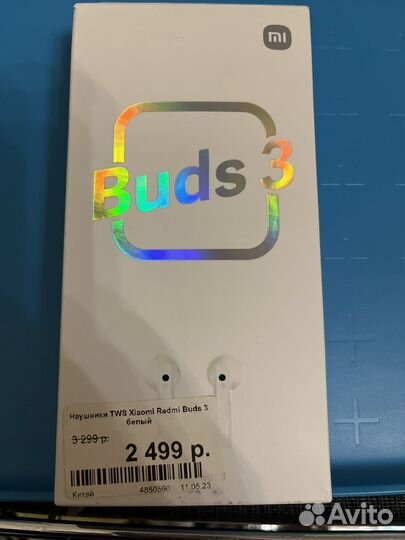 mi
Buds 3
Наушники TWS Xiaomi Redmi Buds 3
белый
3 299 р.
2 499 р.
Китай 4880560 11.05.23
Avito